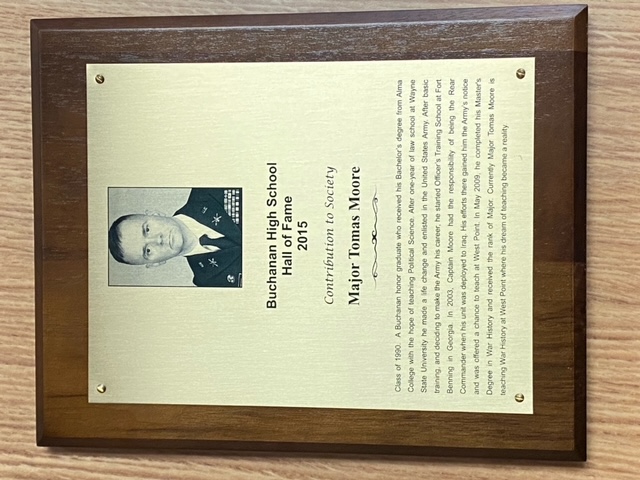 Buchanan High School
Hall of Fame
2015
Contribution to Society
Major Tomas Moore
Class of 1990. A Buchanan honor graduate who received his Bachelor's degree from Alma
College with the hope of teaching Political Science. After one-year of law school at Wayne
State University he made a life change and enlisted in the United States Army. After basic
training, and deciding to make the Army his career, he started Officer's Training School at Fort
Benning in Georgia. In 2003, Captain Moore had the responsibility of being the Rear
Commander when his unit was deployed to Iraq. His efforts there gained him the Army's notice
and was offered a chance to teach at West Point. In May 2009, he completed his Master's
Degree in War History and received the rank of Major. Currently Major Tomas Moore is
teaching War History at West Point where his dream of teaching became a reality.